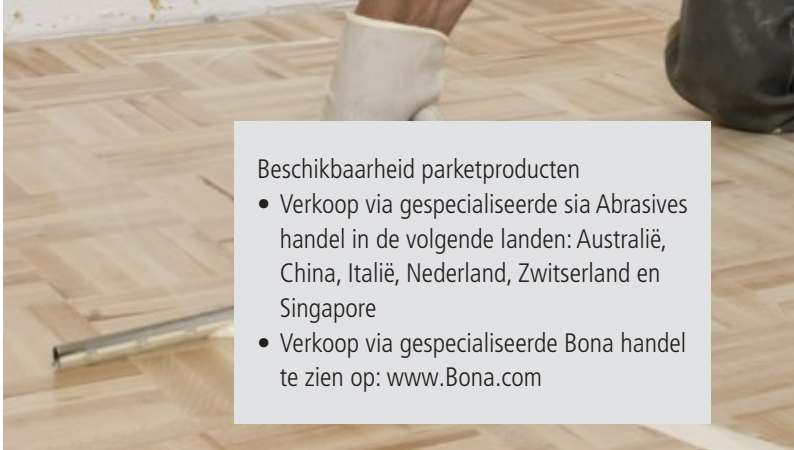 Beschikbaarheid parketproducten
• Verkoop via gespecialiseerde sia Abrasives
handel in de volgende landen: Australië,
China, Italië, Nederland, Zwitserland en
Singapore
• Verkoop via gespecialiseerde Bona handel
te zien op: www.Bona.com